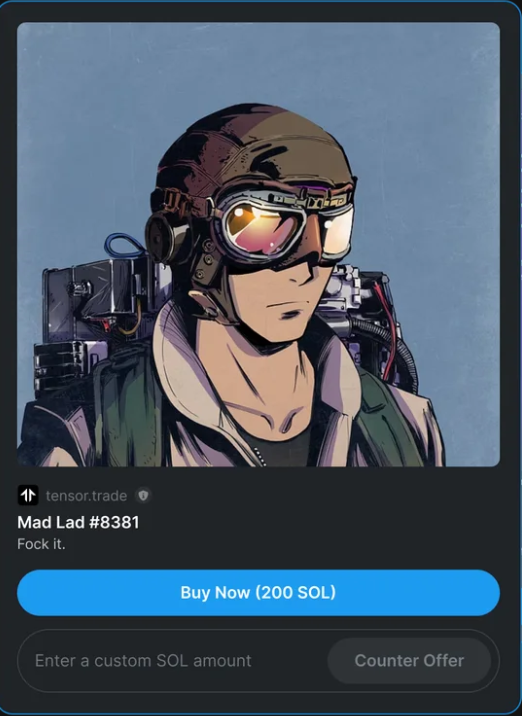 tensor.trade
Mad Lad #8381
Fock it.
Buy Now (200 SOL)
Enter a custom SOL amount
Counter Offer